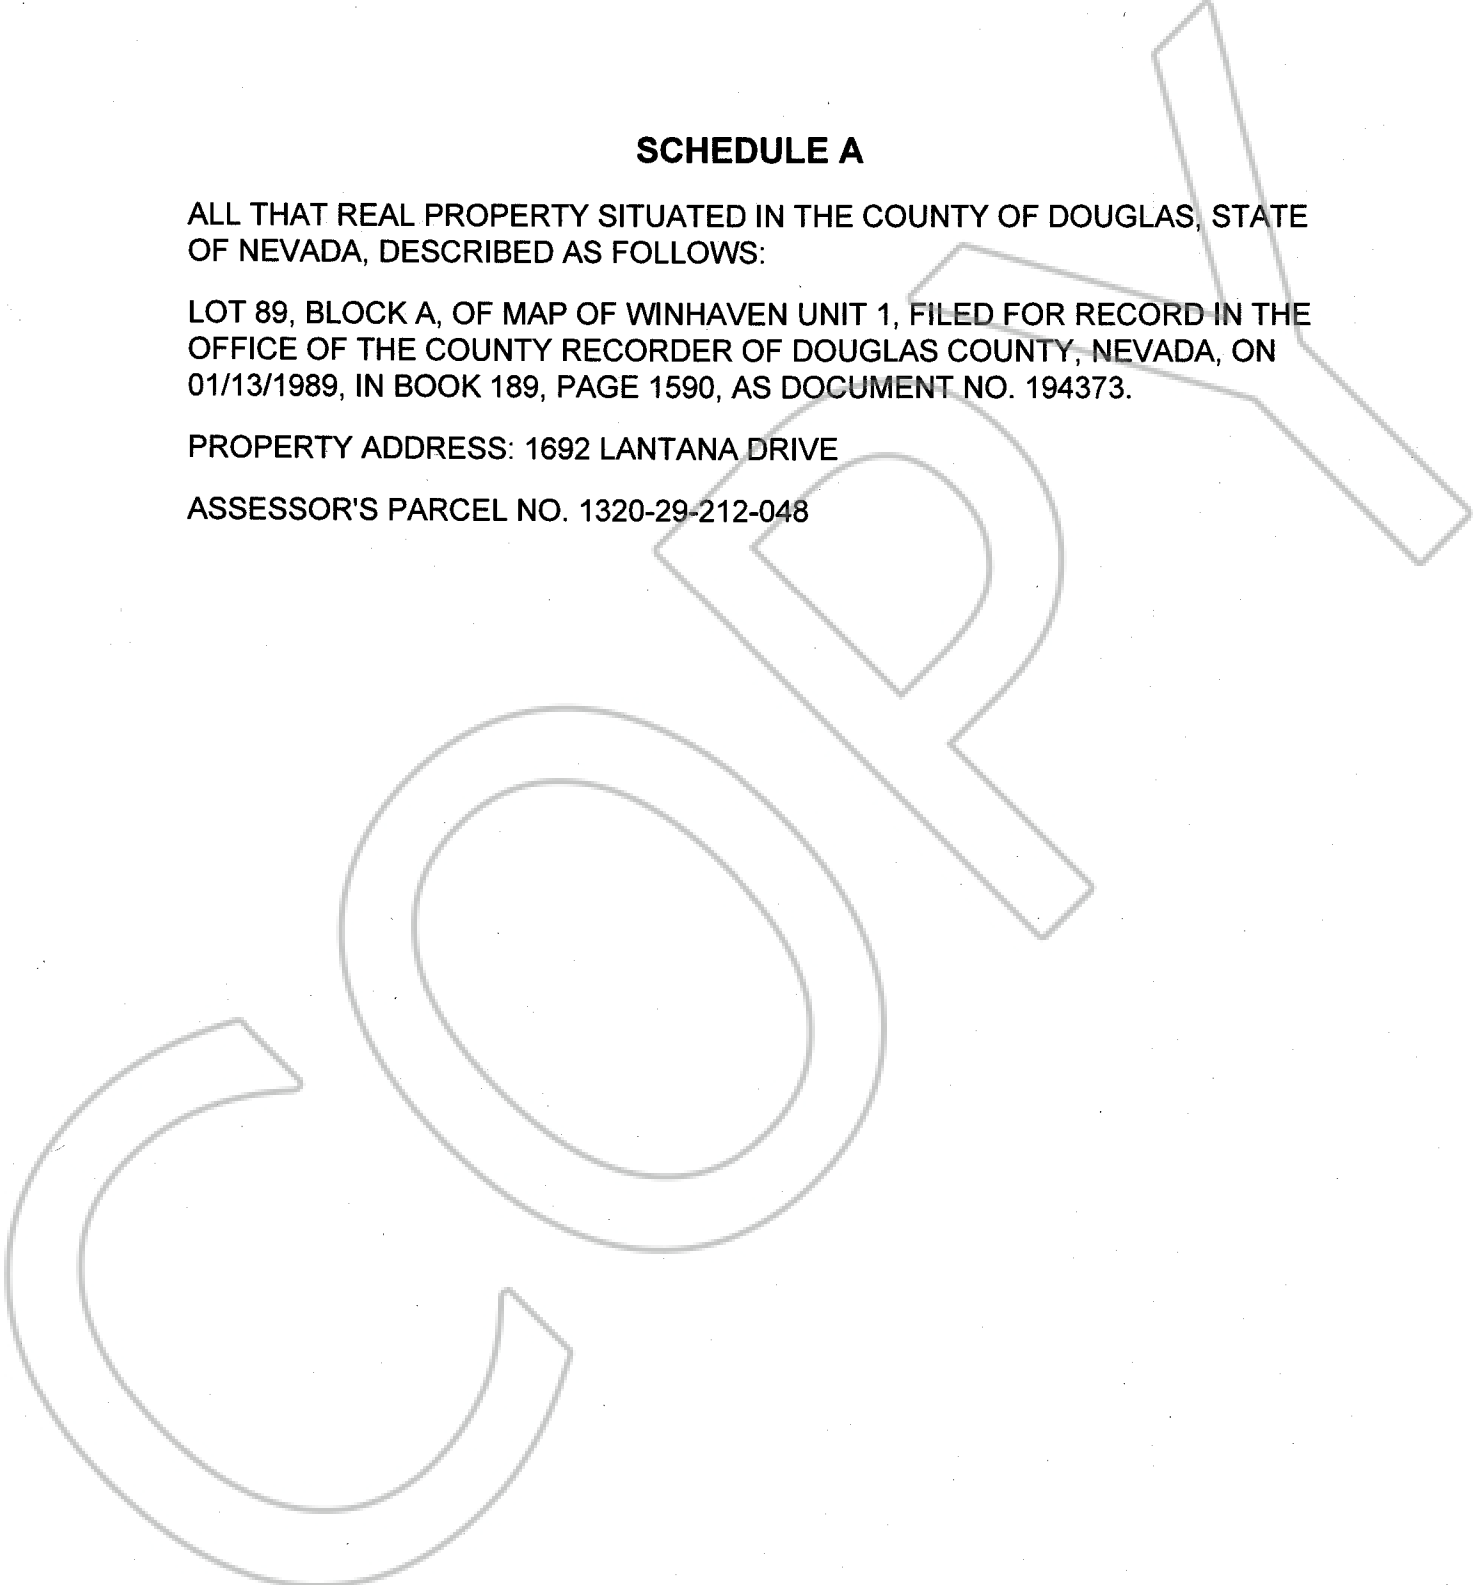 SCHEDULE A
ALL THAT REAL PROPERTY SITUATED IN THE COUNTY OF DOUGLAS, STATE
OF NEVADA, DESCRIBED AS FOLLOWS:
LOT 89, BLOCK A, OF MAP OF WINHAVEN UNIT 1, FILED FOR RECORD IN THE
OFFICE OF THE COUNTY RECORDER OF DOUGLAS COUNTY, NEVADA, ON
01/13/1989, IN BOOK 189, PAGE 1590, AS DOCUMENT NO. 194373.
PROPERTY ADDRESS: 1692 LANTANA DRIVE
ASSESSOR'S PARCEL NO. 1320-29-212-048
COPY